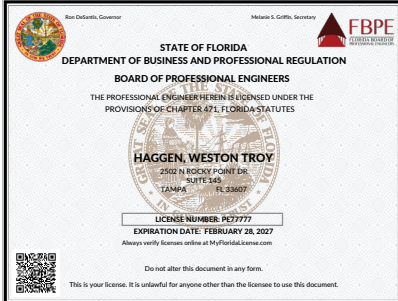 Ron DeSantis, Governor
Melanie S. Griffin, Secretary
FBPE
FLORIDA BOARD OF
PROFESSIONAL ENGINEERS
STATE OF FLORIDA
DEPARTMENT OF BUSINESS AND PROFESSIONAL REGULATION
BOARD OF PROFESSIONAL ENGINEERS
THE PROFESSIONAL ENGINEER HEREIN IS LICENSED UNDER THE
PROVISIONS OF CHAPTER 471, FLORIDA STATUTES
HAGGEN, WESTON TROY
2502 N ROCKY POINT DR
SUITE 145
TAMPA FL 33607
LICENSE NUMBER: PE77777
EXPIRATION DATE: FEBRUARY 28, 2027
Always verify licenses online at MyFloridaLicense.com
Do not alter this document in any form.
This is your license. It is unlawful for anyone other than the licensee to use this document.